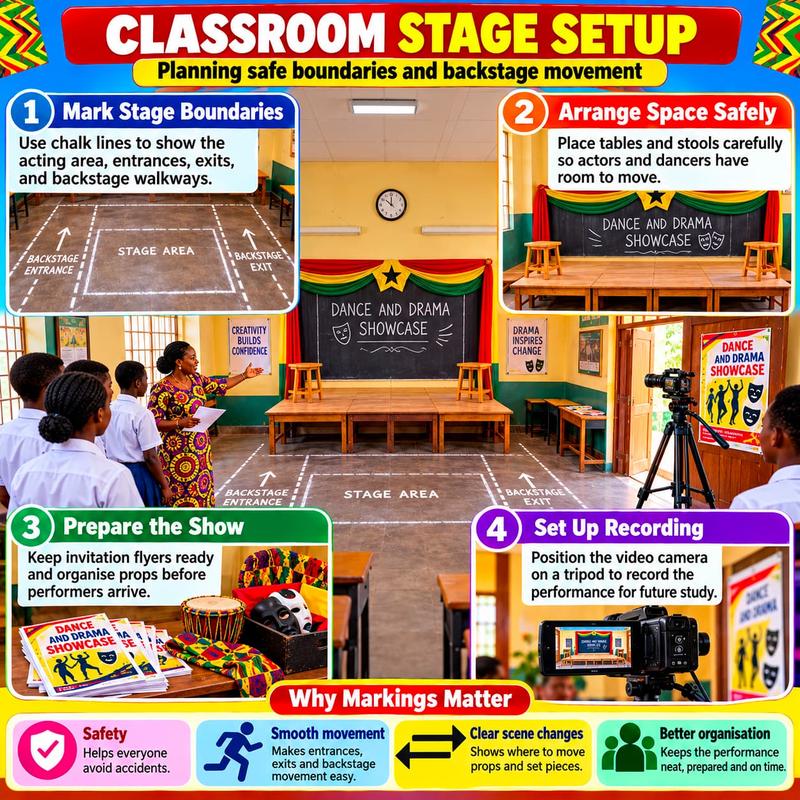 CLASSROOM STAGE SETUP
Planning safe boundaries and backstage movement
1 Mark Stage Boundaries
Use chalk lines to show the
acting area, entrances, exits,
and backstage walkways.
BACKSTAGE
ENTRANCE
STAGE AREA
BACKSTAGE
EXIT
2 Arrange Space Safely
Place tables and stools carefully
so actors and dancers have
room to move.
DANCE AND DRAMA
SHOWCASE
DANCE AND DRAMA
SHOWCASE
CREATIVITY
BUILDS
CONFIDENCE
DRAMA
INSPIRES
CHANGE
DANCE
AND DRAMA
SHOWCASE
BACKSTAGE
ENTRANCE
STAGE AREA
BACKSTAGE
EXIT
3 Prepare the Show
Keep invitation flyers ready
and organise props before
performers arrive.
DANCE
AND DRAMA
SHOWCASE
4 Set Up Recording
Position the video camera
on a tripod to record the
performance for future study.
DANCE
AND DRAMA
Why Markings Matter
Safety
Helps everyone
avoid accidents.
Smooth movement
Makes entrances,
exits and backstage
movement easy.
Clear scene changes
Shows where to move
props and set pieces.
Better organisation
Keeps the performance
neat, prepared and on time.